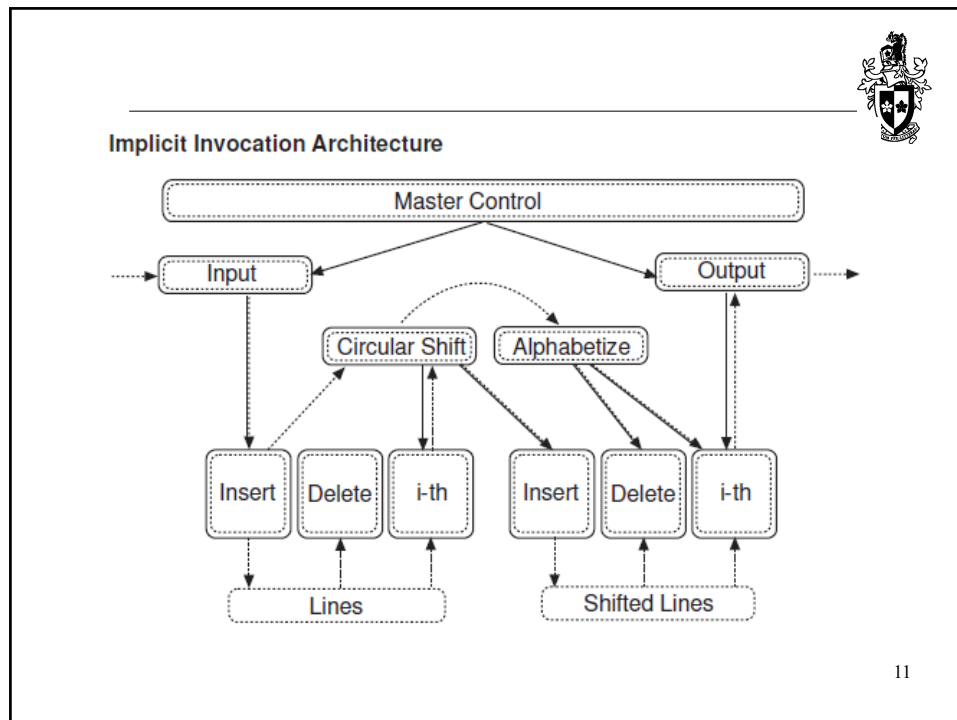 Implicit Invocation Architecture
Master Control
Input
Output
Circular Shift
Alphabetize
Insert
Delete
i-th
Insert
Delete
i-th
Lines
Shifted Lines
11